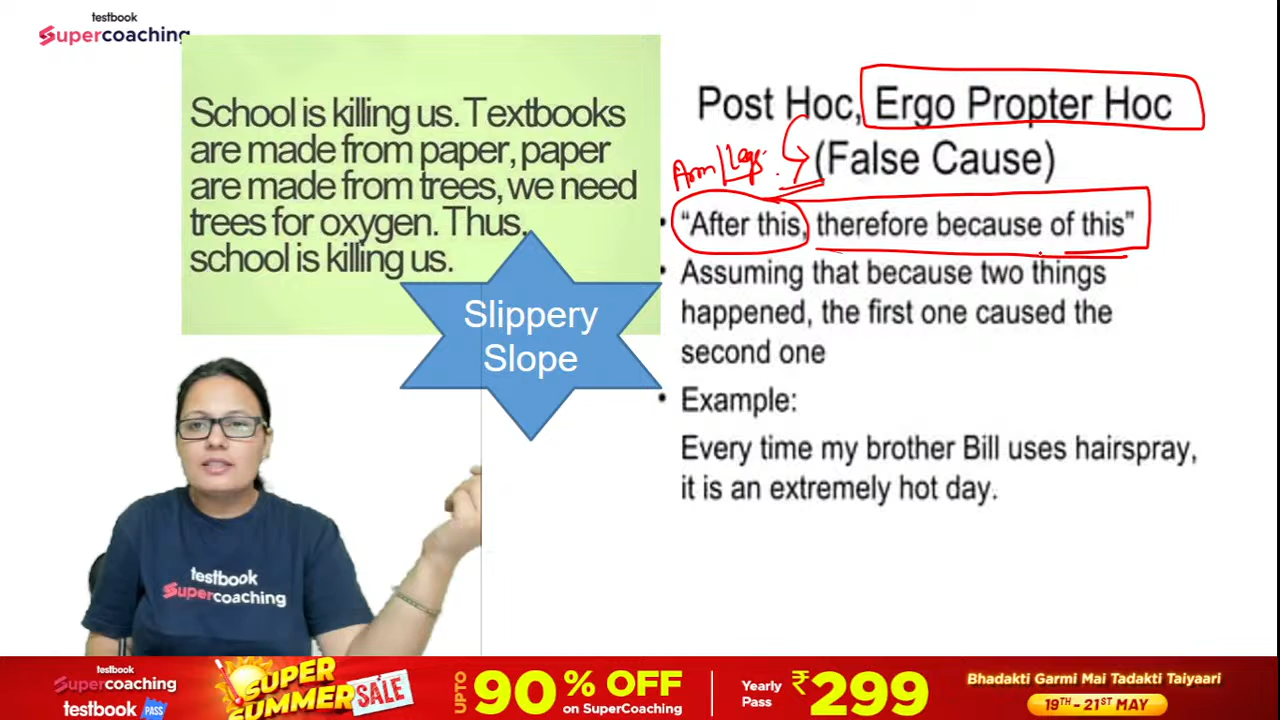 testbook
Supercoaching
School is killing us. Textbooks
are made from paper, paper
are made from trees, we need
trees for oxygen. Thus,
school is killing us.
Slippery
Slope
Post Hoc, Ergo Propter Hoc
(False Cause)
Arm/Legs.
• “After this, therefore because of this”
• Assuming that because two things
happened, the first one caused the
second one
• Example:
Every time my brother Bill uses hairspray,
it is an extremely hot day.
testbook
Supercoaching
testbook
Supercoaching
testbook PASS
SUPER
SUMMER
SALE
UPTO
90% OFF
on SuperCoaching
Yearly
Pass
₹299
Bhadakti Garmi Mai Tadakti Taiyaari
19TH - 21ST MAY